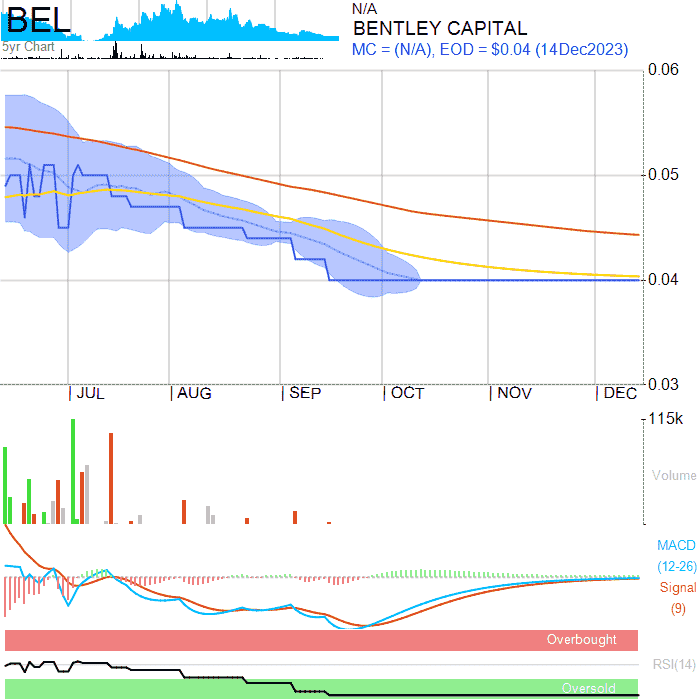 BEL
5yr Chart
N/A
BENTLEY CAPITAL
MC = (N/A), EOD = $0.04 (14Dec2023)
0.06
0.05
0.04
0.03
JUL AUG SEP OCT NOV DEC
115k
Volume
MACD
(12-26)
Signal
(9)
Overbought
RSI(14)
Oversold